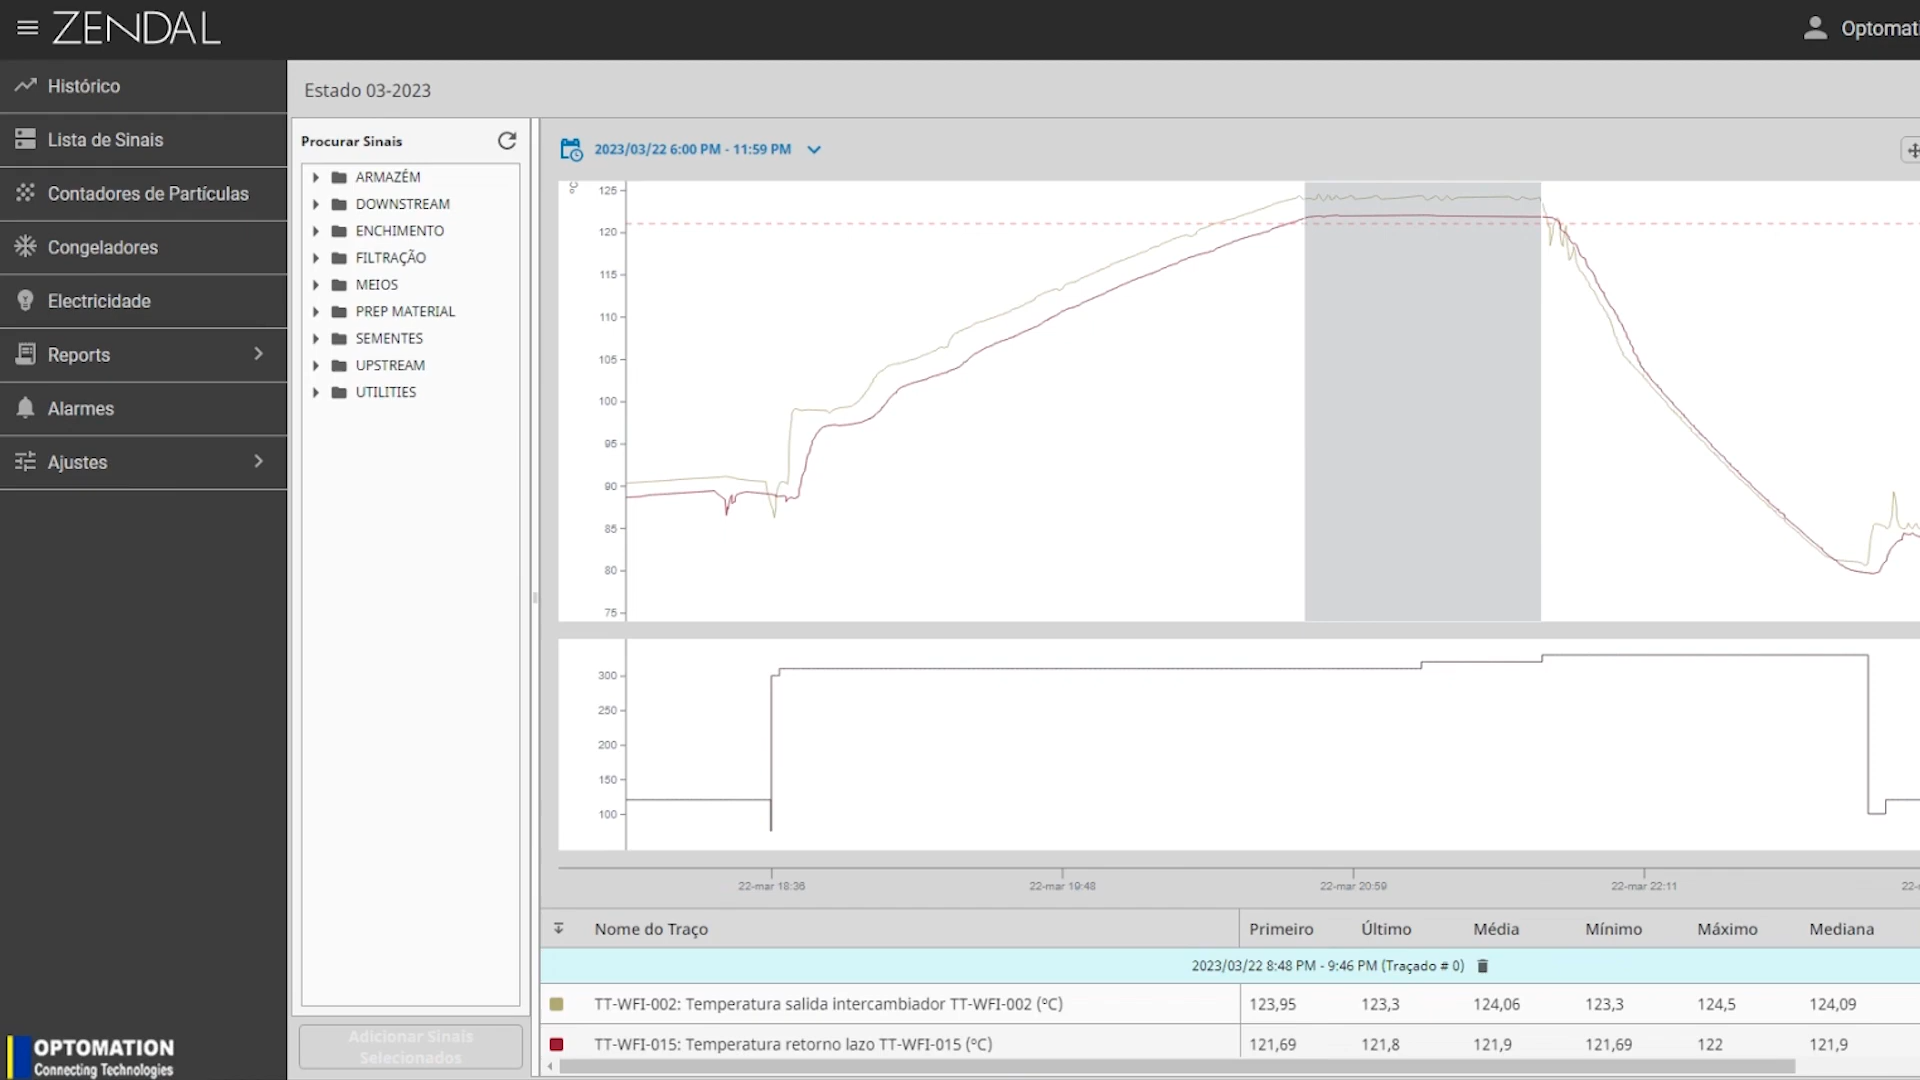 ZENDAL
Optomati
Histórico
Lista de Sinais
Contadores de Partículas
Congeladores
Electricidade
Reports
Alarmes
Ajustes
OPTOMATION
Connecting Technologies
Estado 03-2023
Procurar Sinais
ARMAZÉM
DOWNSTREAM
ENCHIMENTO
FILTRAÇÃO
MEIOS
PREP MATERIAL
SEMENTES
UPSTREAM
UTILITIES
Adicionar Sinais
Selecionados
2023/03/22 6:00 PM - 11:59 PM
°C
125
120
115
110
105
100
95
90
85
80
75
300
250
200
150
100
22-mar 18:36
22-mar 19:48
22-mar 20:59
22-mar 22:11
22-
Nome do Traço Primeiro Último Média Mínimo Máximo Mediana
2023/03/22 8:48 PM - 9:46 PM (Traçado # 0)
TT-WFI-002: Temperatura salida intercambiador TT-WFI-002 (°C) 123,95 123,3 124,06 123,3 124,5 124,09
TT-WFI-015: Temperatura retorno lazo TT-WFI-015 (°C) 121,69 121,8 121,9 121,69 122 121,9